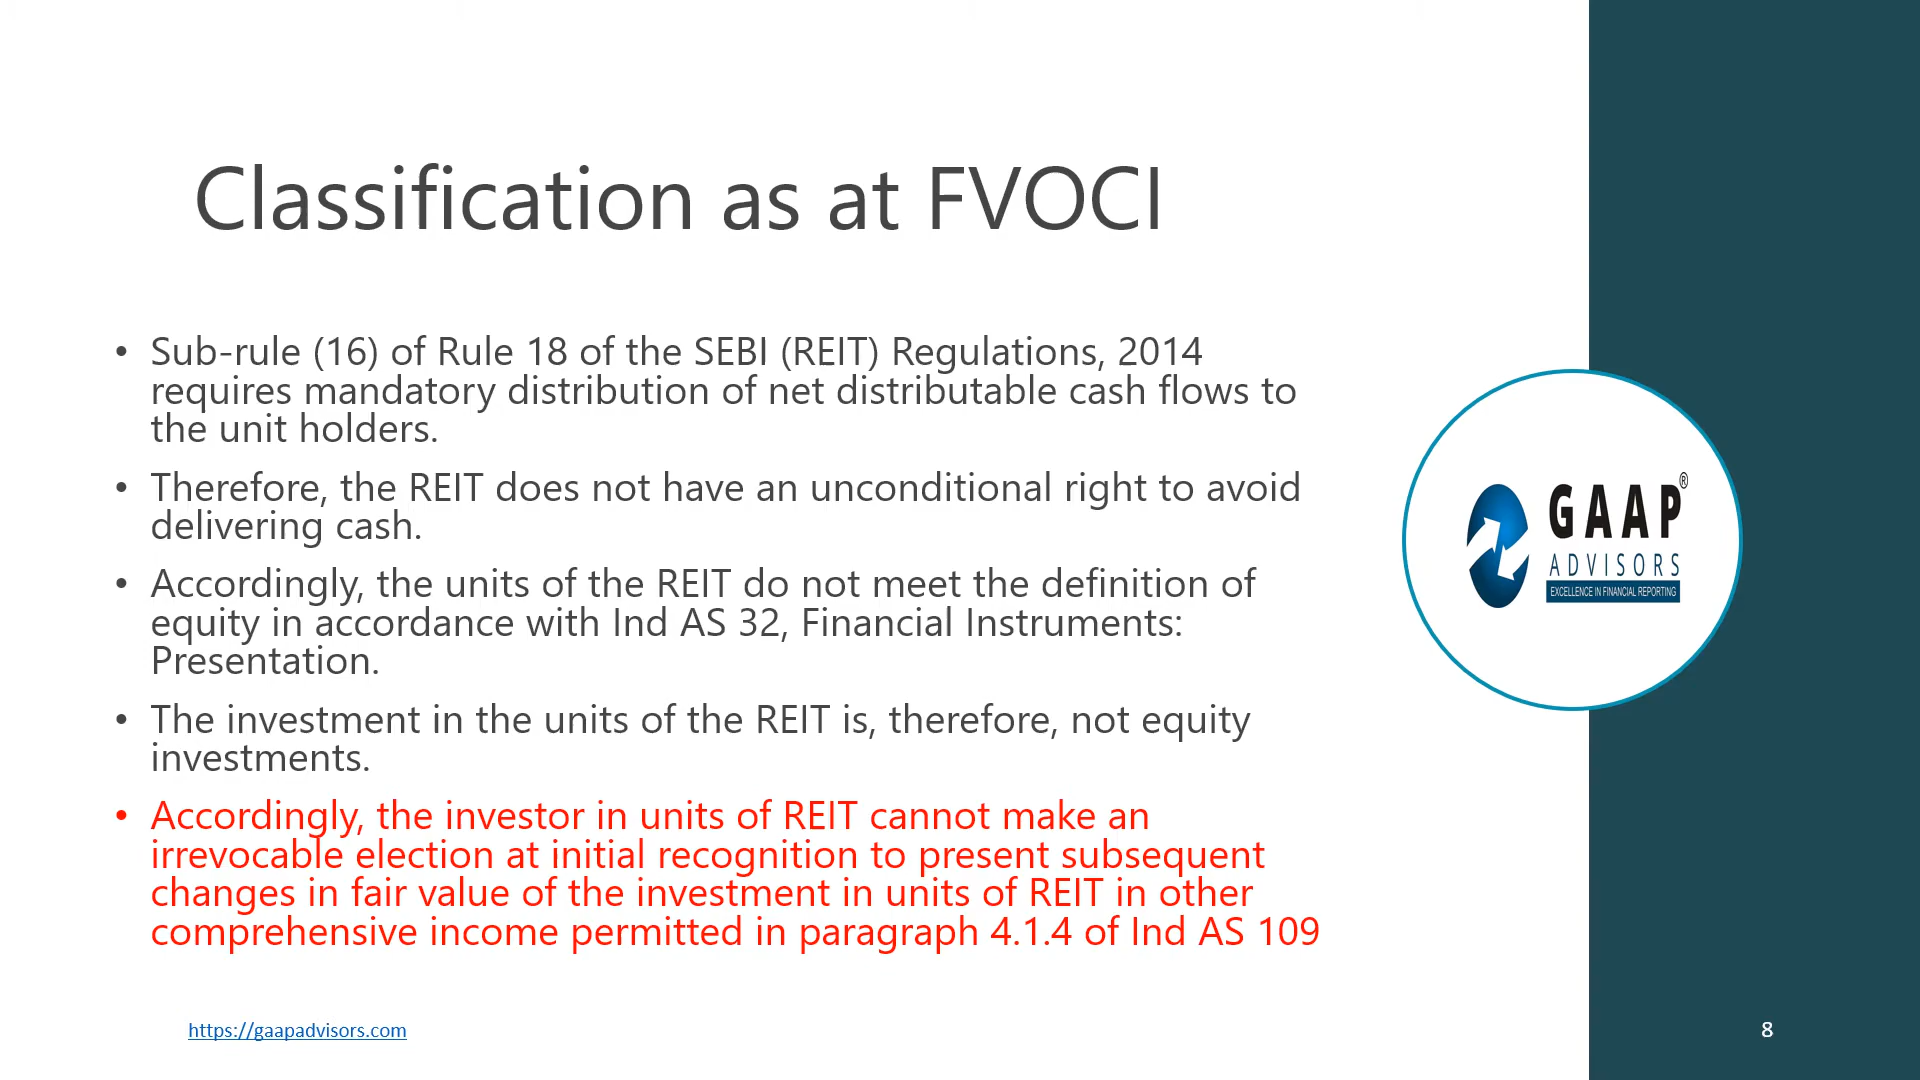 Classification as at FVOCI
• Sub-rule (16) of Rule 18 of the SEBI (REIT) Regulations, 2014
requires mandatory distribution of net distributable cash flows to
the unit holders.
• Therefore, the REIT does not have an unconditional right to avoid
delivering cash.
• Accordingly, the units of the REIT do not meet the definition of
equity in accordance with Ind AS 32, Financial Instruments:
Presentation.
• The investment in the units of the REIT is, therefore, not equity
investments.
• Accordingly, the investor in units of REIT cannot make an
irrevocable election at initial recognition to present subsequent
changes in fair value of the investment in units of REIT in other
comprehensive income permitted in paragraph 4.1.4 of Ind AS 109
GAAP®
ADVISORS
EXCELLENCE IN FINANCIAL REPORTING
https://gaapadvisors.com
8